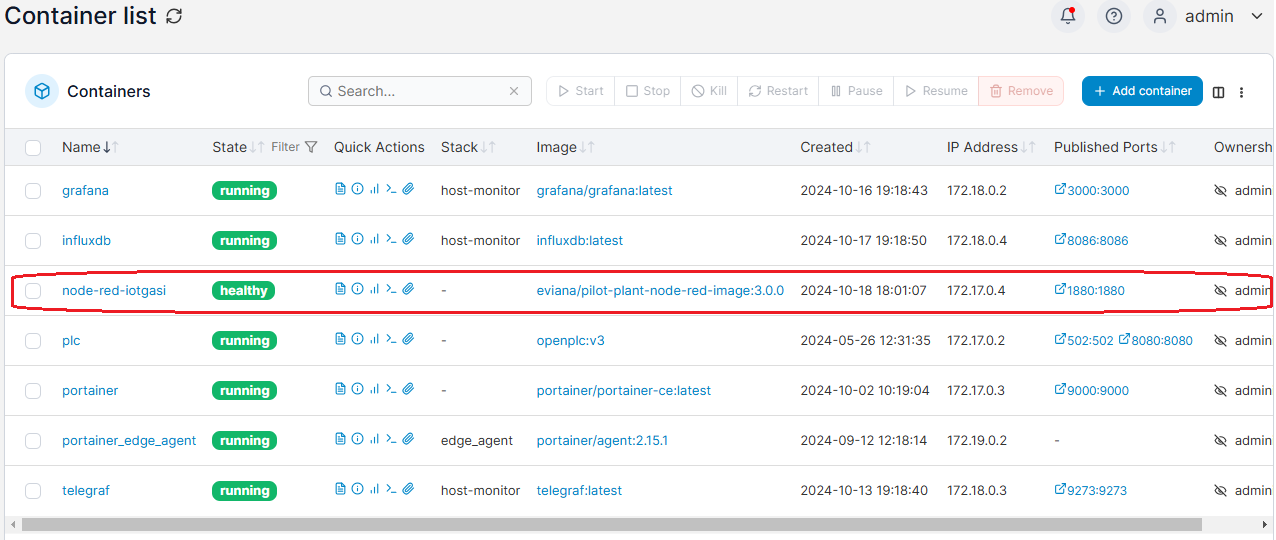 Container list
admin
Containers
Search...
Start Stop Kill Restart Pause Resume Remove
+ Add container
Name State Filter Quick Actions Stack Image Created IP Address Published Ports Ownersh
grafana running host-monitor grafana/grafana:latest 2024-10-16 19:18:43 172.18.0.2 3000:3000 admin
influxdb running host-monitor influxdb:latest 2024-10-17 19:18:50 172.18.0.4 8086:8086 admin
node-red-iotgasi healthy - eviana/pilot-plant-node-red-image:3.0.0 2024-10-18 18:01:07 172.17.0.4 1880:1880 admin
plc running - openplc:v3 2024-05-26 12:31:35 172.17.0.2 502:502 8080:8080 admin
portainer running - portainer/portainer-ce:latest 2024-10-02 10:19:04 172.17.0.3 9000:9000 admin
portainer_edge_agent running edge_agent portainer/agent:2.15.1 2024-09-12 12:18:14 172.19.0.2 - admin
telegraf running host-monitor telegraf:latest 2024-10-13 19:18:40 172.18.0.3 9273:9273 admin